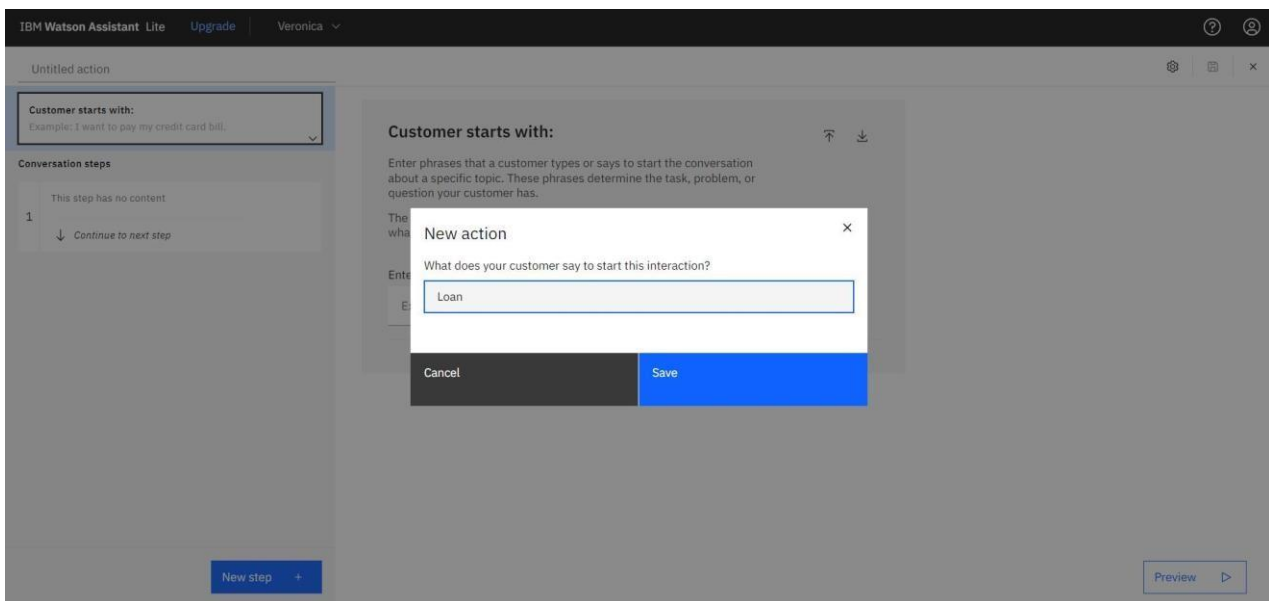 IBM Watson Assistant Lite Upgrade Veronica
Untitled action
Customer starts with:
Example: I want to pay my credit card bill.
Conversation steps
1
This step has no content
Continue to next step
New step +
Customer starts with:
Enter phrases that a customer types or says to start the conversation
about a specific topic. These phrases determine the task, problem, or
question your customer has.
The
New action
What does your customer say to start this interaction?
Loan
Cancel
Save
Preview